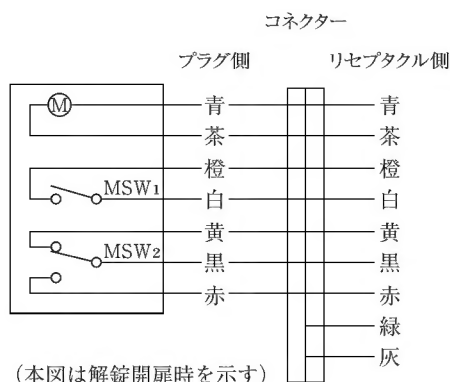 コネクター
プラグ側 リセプタクル側
M 青 青
茶 茶
橙 橙
MSW1 白 白
黄 黄
MSW2 黒 黒
赤 赤
緑
灰
(本図は解錠開扉時を示す)